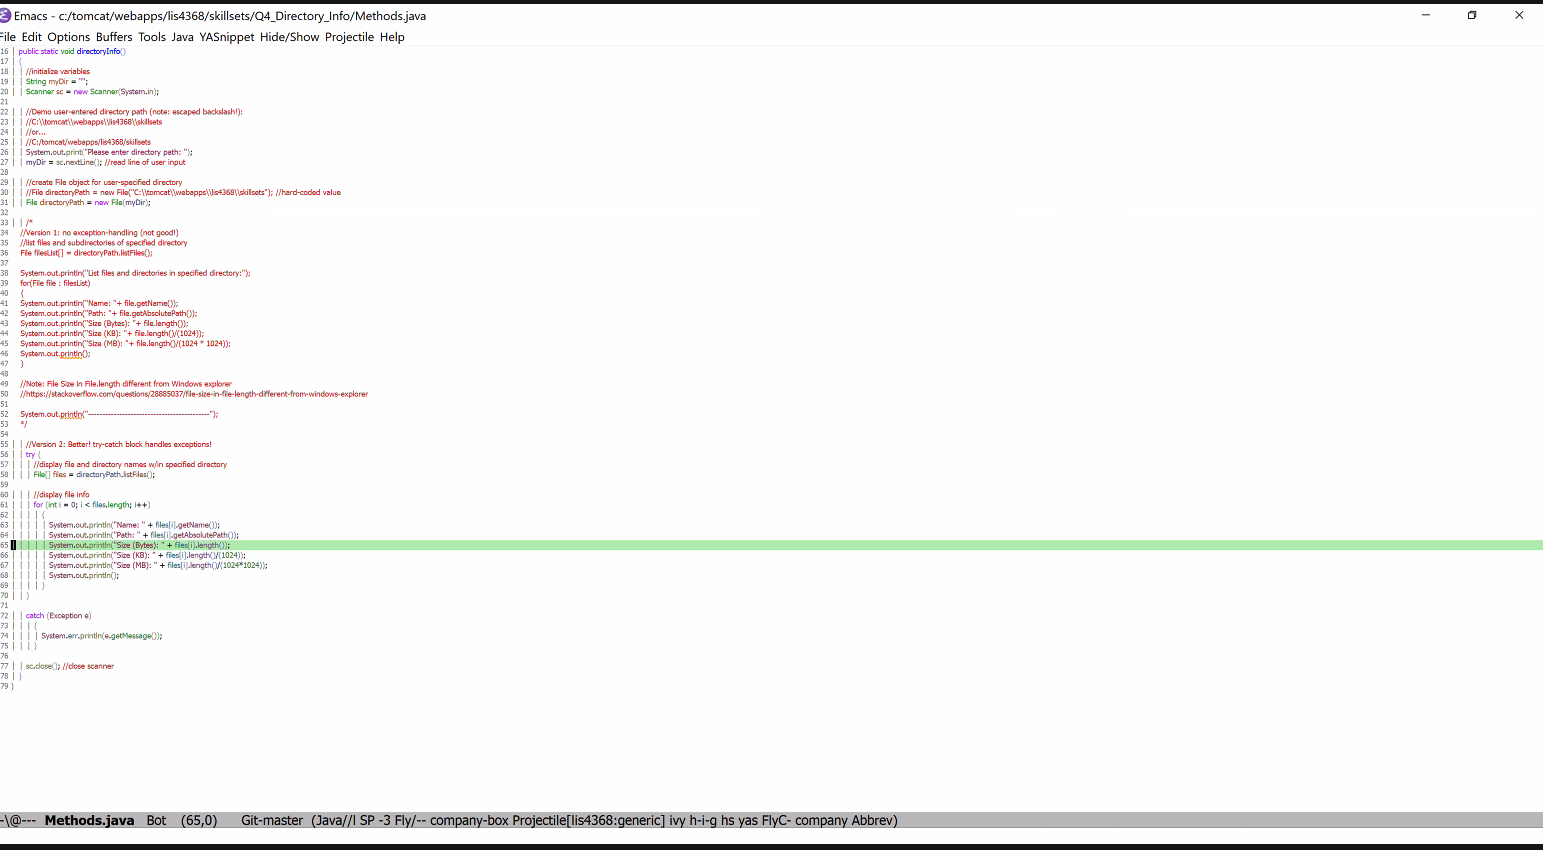 Emacs - c:/tomcat/webapps/lis4368/skillsets/Q4_Directory_Info/Methods.java
File Edit Options Buffers Tools Java YASnippet Hide/Show Projectile Help
16 | public static void directoryInfo()
17 | {
18 | | //initialize variables
19 | | String myDir = "";
20 | | Scanner sc = new Scanner(System.in);
21
22 | | //Demo user-entered directory path (note: escaped backslash!):
23 | | //C:\\tomcat\\webapps\\lis4368\\skillsets
24 | | //or...
25 | | //C:/tomcat/webapps/lis4368/skillsets
26 | | System.out.print("Please enter directory path: ");
27 | | myDir = sc.nextLine(); //read line of user input
28
29 | | //create File object for user-specified directory
30 | | //File directoryPath = new File("C:\\tomcat\\webapps\\lis4368\\skillsets"); //hard-coded value
31 | | File directoryPath = new File(myDir);
32
33 | | /*
34 //Version 1: no exception-handling (not good!)
35 //list files and subdirectories of specified directory
36 File filesList[] = directoryPath.listFiles();
37
38 System.out.println("List files and directories in specified directory:");
39 for(File file : filesList)
40 {
41 System.out.println("Name: "+ file.getName());
42 System.out.println("Path: "+ file.getAbsolutePath());
43 System.out.println("Size (Bytes): "+ file.length());
44 System.out.println("Size (KB): "+ file.length()/(1024));
45 System.out.println("Size (MB): "+ file.length()/(1024 * 1024));
46 System.out.println();
47 }
48
49 //Note: File Size in File.length different from Windows explorer
50 //https://stackoverflow.com/questions/28885037/file-size-in-file-length-different-from-windows-explorer
51
52 System.out.println("-------------------------------------------");
53 */
54
55 | | //Version 2: Better! try-catch block handles exceptions!
56 | | try {
57 | | | //display file and directory names w/in specified directory
58 | | | File[] files = directoryPath.listFiles();
59
60 | | | //display file info
61 | | | for (int i = 0; i < files.length; i++)
62 | | | | {
63 | | | | | System.out.println("Name: " + files[i].getName());
64 | | | | | System.out.println("Path: " + files[i].getAbsolutePath());
65 | | | | | System.out.println("Size (Bytes): " + files[i].length());
66 | | | | | System.out.println("Size (KB): " + files[i].length()/(1024));
67 | | | | | System.out.println("Size (MB): " + files[i].length()/(1024*1024));
68 | | | | | System.out.println();
69 | | | | }
70 | | }
71
72 | | catch (Exception e)
73 | | | {
74 | | | | System.err.println(e.getMessage());
75 | | | }
76
77 | | sc.close(); //close scanner
78 | }
79 }
-\@--- Methods.java Bot (65,0) Git-master (Java//l SP -3 Fly/-- company-box Projectile[lis4368:generic] ivy h-i-g hs yas FlyC- company Abbrev)